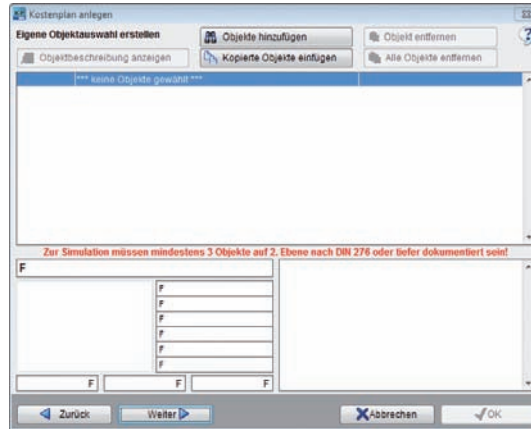 Kostenplan anlegen
Eigene Objektauswahl erstellen
Objekte hinzufügen
Objekt entfernen
?
Objektbeschreibung anzeigen
Kopierte Objekte einfügen
Alle Objekte entfernen
*** keine Objekte gewählt ***
Zur Simulation müssen mindestens 3 Objekte auf 2. Ebene nach DIN 276 oder tiefer dokumentiert sein!
F
F
F
F
F
F
F
F F F
Zurück
Weiter
Abbrechen
OK